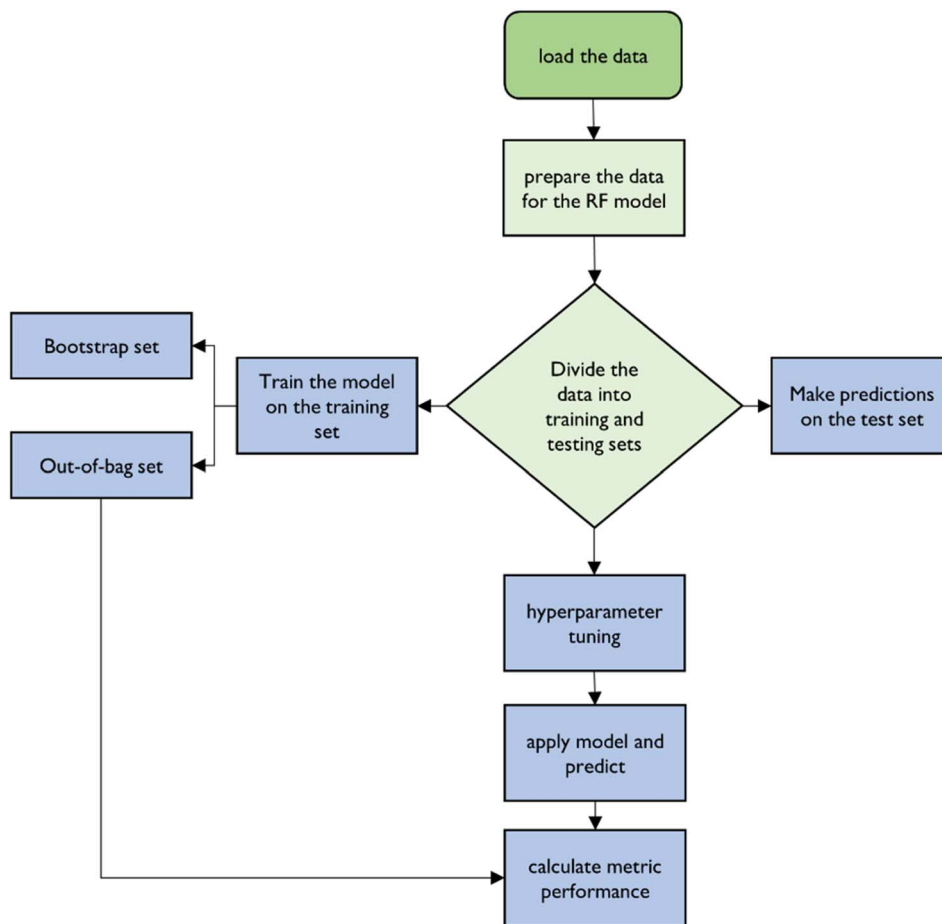 load the data
prepare the data
for the RF model
Divide the
data into
training and
testing sets
Bootstrap set
Train the model
on the training
set
Out-of-bag set
Make predictions
on the test set
hyperparameter
tuning
apply model and
predict
calculate metric
performance